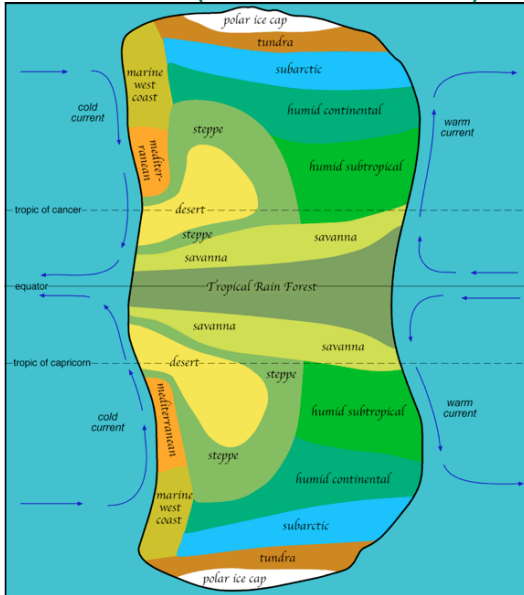 polar ice cap
tundra
subarctic
marine
west
coast
humid continental
cold
current
warm
current
steppe
mediter-
ranean
humid subtropical
tropic of cancer
desert
steppe
savanna
savanna
equator
Tropical Rain Forest
savanna
savanna
tropic of capricorn
desert
steppe
mediterranean
cold
current
warm
current
humid subtropical
steppe
humid continental
marine
west
coast
subarctic
tundra
polar ice cap